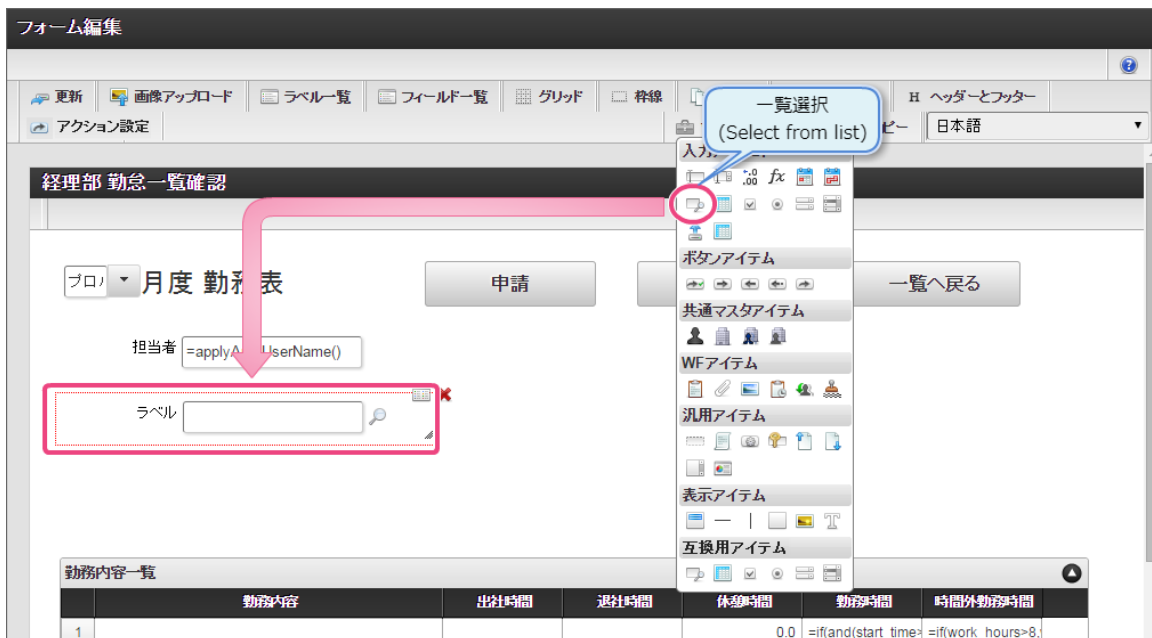 フォーム編集
更新 画像アップロード ラベル一覧 フィールド一覧 グリッド 枠線 H ヘッダーとフッター
アクション設定 ピー 日本語
一覧選択
(Select from list)
経理部 勤怠一覧確認
入力
.00 fx
ボタンアイテム
共通マスタアイテム
WFアイテム
汎用アイテム
表示アイテム
互換用アイテム
月度 勤務表 申請 一覧へ戻る
担当者 =applyA UserName()
ラベル
勤務内容一覧
勤務内容 出社時間 退社時間 休憩時間 勤務時間 時間外勤務時間
1 0.0 =if(and(start_time> =if(work_hours>8,